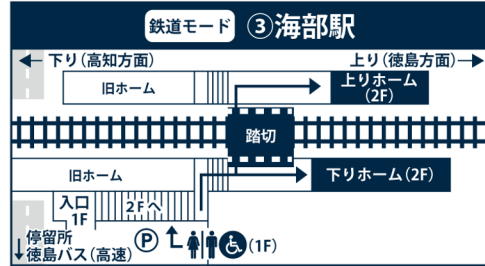 鉄道モード ③海部駅
下り(高知方面)
上り(徳島方面)
旧ホーム
上りホーム
(2F)
踏切
旧ホーム
下りホーム(2F)
入口
1F
2Fへ
停留所
徳島バス(高速)
P
(1F)